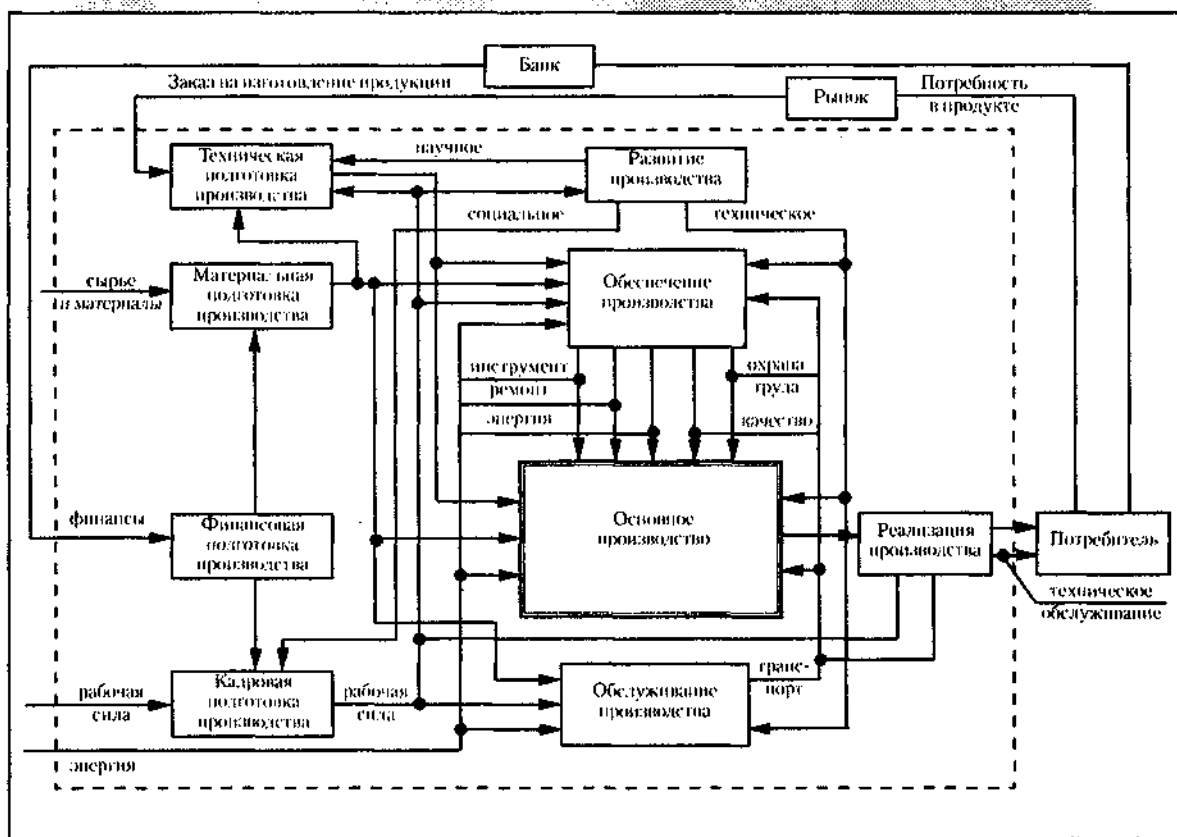 Банк
Заказ на изготовление продукции
Рынок
Потребность
в продукте
Техническая
подготовка
производства
научное
Развитие
производства
социальное
техническое
сырье
и материалы
Материальная
подготовка
производства
Обеспечение
производства
инструмент
ремонт
энергия
охрана
труда
качество
финансы
Финансовая
подготовка
производства
Основное
производство
Реализация
производства
Потребитель
техническое
обслуживание
рабочая
сила
Кадровая
подготовка
производства
рабочая
сила
Обслуживание
производства
транс-
порт
энергия